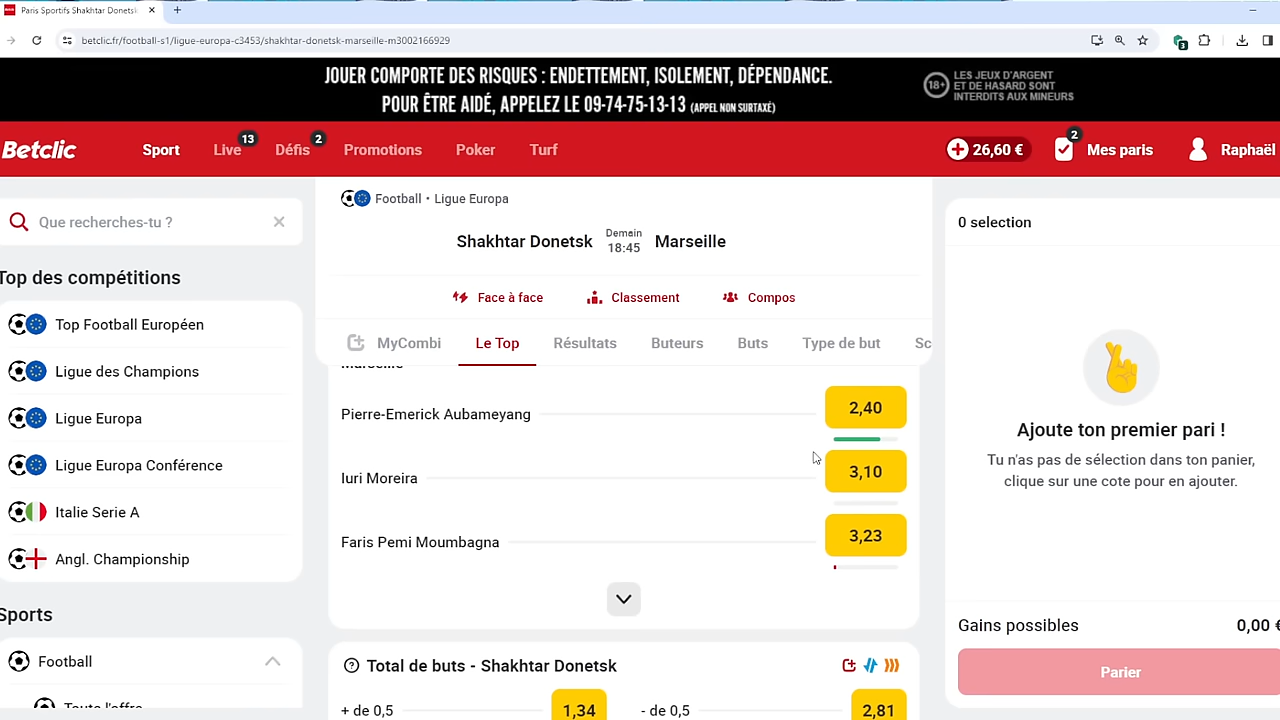 Paris Sportifs Shakhtar Donetsk
betclic.fr/football-s1/ligue-europa-c3453/shakhtar-donetsk-marseille-m3002166929
3
JOUER COMPORTE DES RISQUES : ENDETTEMENT, ISOLEMENT, DÉPENDANCE.
POUR ÊTRE AIDÉ, APPELEZ LE 09-74-75-13-13 (APPEL NON SURTAXÉ)
18+
LES JEUX D'ARGENT
ET DE HASARD SONT
INTERDITS AUX MINEURS
Betclic
Sport
Live 13
Défis 2
Promotions
Poker
Turf
26,60 €
2
Mes paris
Raphaël
Que recherches-tu ?
Top des compétitions
Top Football Européen
Ligue des Champions
Ligue Europa
Ligue Europa Conférence
Italie Serie A
Angl. Championship
Sports
Football
Toute l'offre
Football • Ligue Europa
Shakhtar Donetsk
Demain
18:45
Marseille
Face à face
Classement
Compos
MyCombi
Le Top
Résultats
Buteurs
Buts
Type de but
Sc
Marseille
Pierre-Emerick Aubameyang 2,40
Iuri Moreira 3,10
Faris Pemi Moumbagna 3,23
Total de buts - Shakhtar Donetsk
+ de 0,5 1,34 - de 0,5 2,81
0 selection
Ajoute ton premier pari !
Tu n'as pas de sélection dans ton panier,
clique sur une cote pour en ajouter.
Gains possibles 0,00 €
Parier